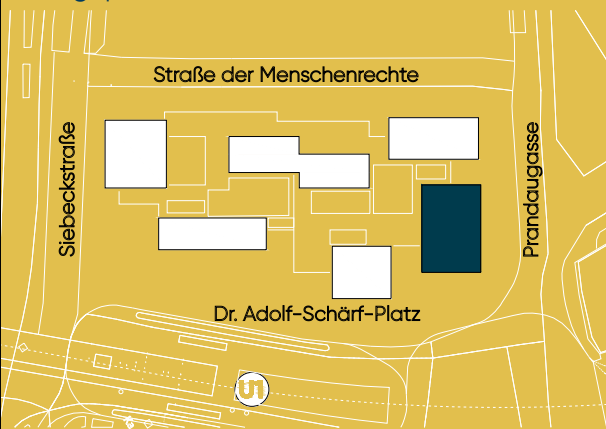 Straße der Menschenrechte
Siebeckstraße
Prandaugasse
Dr. Adolf-Schärf-Platz
U1